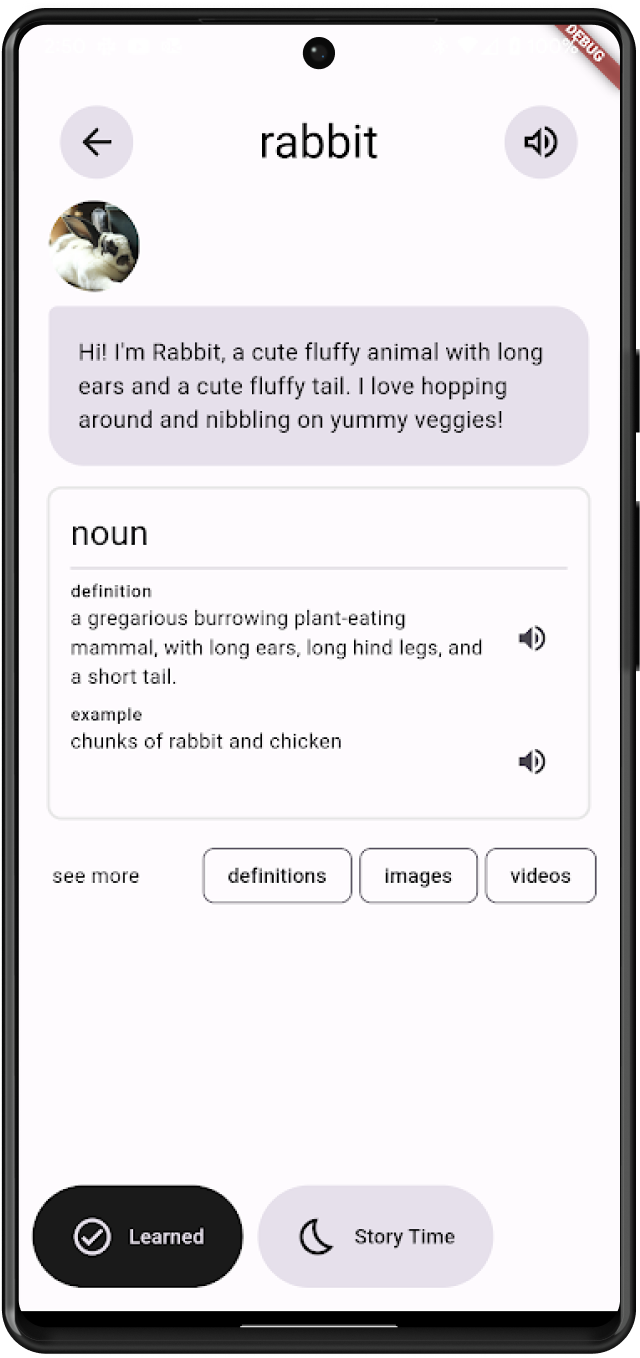 DEBUG
rabbit
Hi! I'm Rabbit, a cute fluffy animal with long
ears and a cute fluffy tail. I love hopping
around and nibbling on yummy veggies!
noun
definition
a gregarious burrowing plant-eating
mammal, with long ears, long hind legs, and
a short tail.
example
chunks of rabbit and chicken
see more
definitions
images
videos
Learned
Story Time